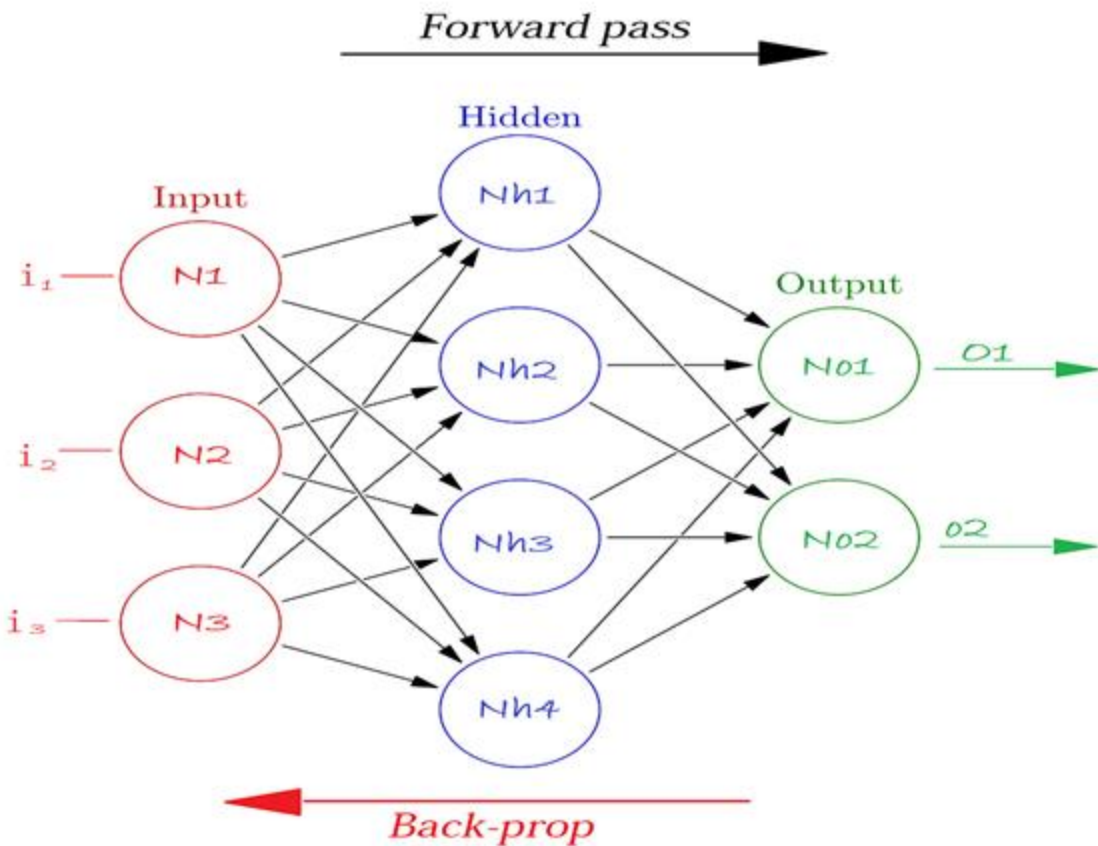 Forward pass
Hidden
Nh1
Input
i₁
N1
Nh2
Output
No1
O1
i₂
N2
Nh3
No2
o2
i₃
N3
Nh4
Back-prop